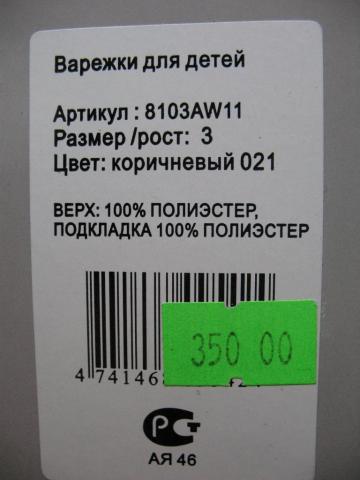 Варежки для детей
Артикул : 8103AW11
Размер /рост: 3
Цвет: коричневый 021
ВЕРХ: 100% ПОЛИЭСТЕР,
ПОДКЛАДКА 100% ПОЛИЭСТЕР
350 00
РСТ
АЯ 46